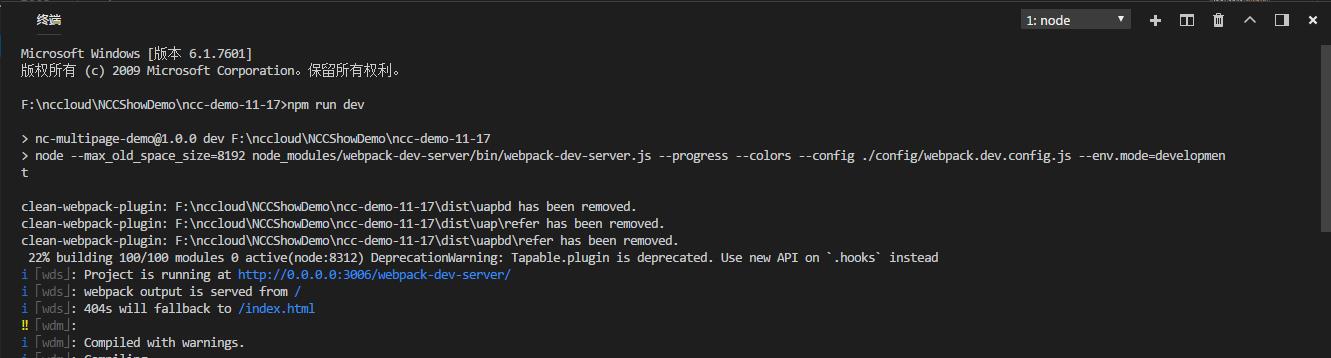 终端
1: node
Microsoft Windows [版本 6.1.7601]
版权所有 (c) 2009 Microsoft Corporation。保留所有权利。
F:\nccloud\NCCShowDemo\ncc-demo-11-17>npm run dev
> nc-multipage-demo@1.0.0 dev F:\nccloud\NCCShowDemo\ncc-demo-11-17
> node --max_old_space_size=8192 node_modules/webpack-dev-server/bin/webpack-dev-server.js --progress --colors --config ./config/webpack.dev.config.js --env.mode=developmen
t
clean-webpack-plugin: F:\nccloud\NCCShowDemo\ncc-demo-11-17\dist\uapbd has been removed.
clean-webpack-plugin: F:\nccloud\NCCShowDemo\ncc-demo-11-17\dist\uap\refer has been removed.
clean-webpack-plugin: F:\nccloud\NCCShowDemo\ncc-demo-11-17\dist\uapbd\refer has been removed.
22% building 100/100 modules 0 active(node:8312) DeprecationWarning: Tapable.plugin is deprecated. Use new API on `.hooks` instead
i ｢wds｣: Project is running at http://0.0.0.0:3006/webpack-dev-server/
i ｢wds｣: webpack output is served from /
i ｢wds｣: 404s will fallback to /index.html
‼ ｢wdm｣:
i ｢wdm｣: Compiled with warnings.
i ｢wdm｣: Compiling